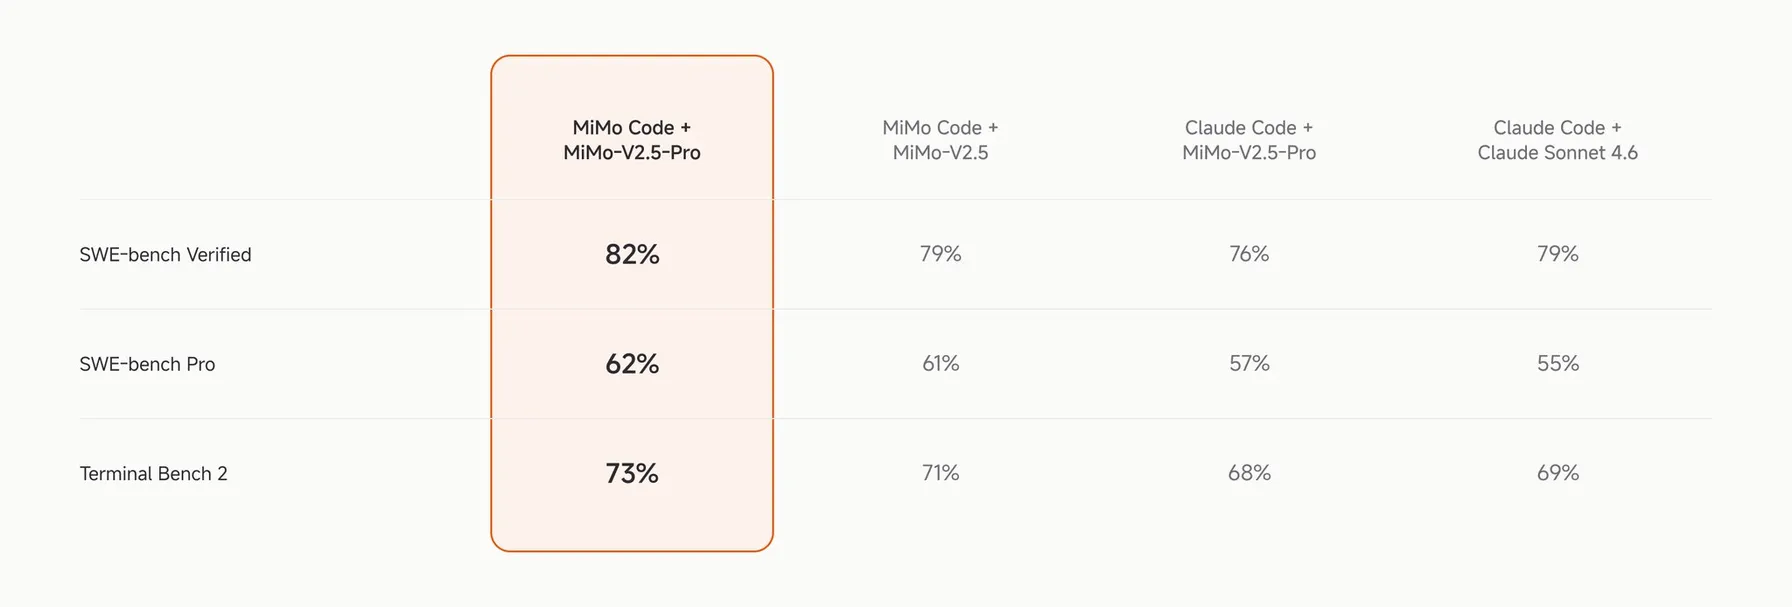 MiMo Code +
MiMo-V2.5-Pro
MiMo Code +
MiMo-V2.5
Claude Code +
MiMo-V2.5-Pro
Claude Code +
Claude Sonnet 4.6
SWE-bench Verified 82% 79% 76% 79%
SWE-bench Pro 62% 61% 57% 55%
Terminal Bench 2 73% 71% 68% 69%